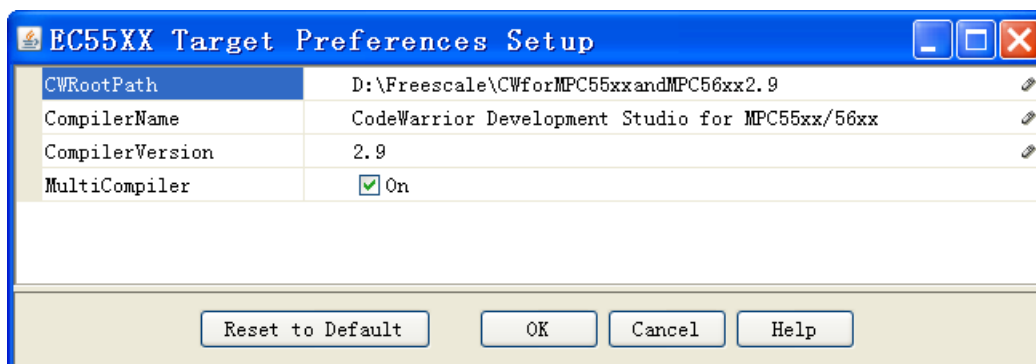 EC55XX Target Preferences Setup
CWRootPath D:\Freescale\CWforMPC55xxandMPC56xx2.9
CompilerName CodeWarrior Development Studio for MPC55xx/56xx
CompilerVersion 2.9
MultiCompiler On
Reset to Default OK Cancel Help